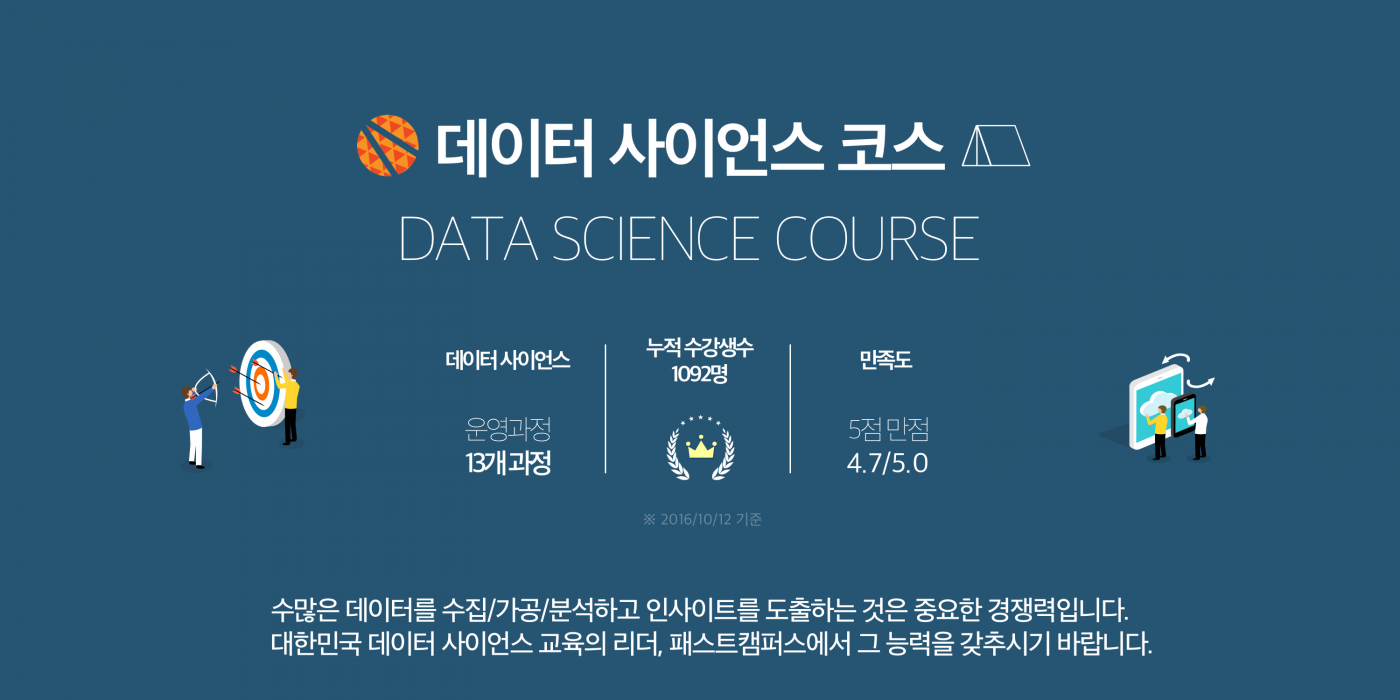 데이터 사이언스 코스
DATA SCIENCE COURSE
데이터 사이언스
운영과정
13개 과정
누적 수강생수
1092명
만족도
5점 만점
4.7/5.0
※ 2016/10/12 기준
수많은 데이터를 수집/가공/분석하고 인사이트를 도출하는 것은 중요한 경쟁력입니다.
대한민국 데이터 사이언스 교육의 리더, 패스트캠퍼스에서 그 능력을 갖추시기 바랍니다.